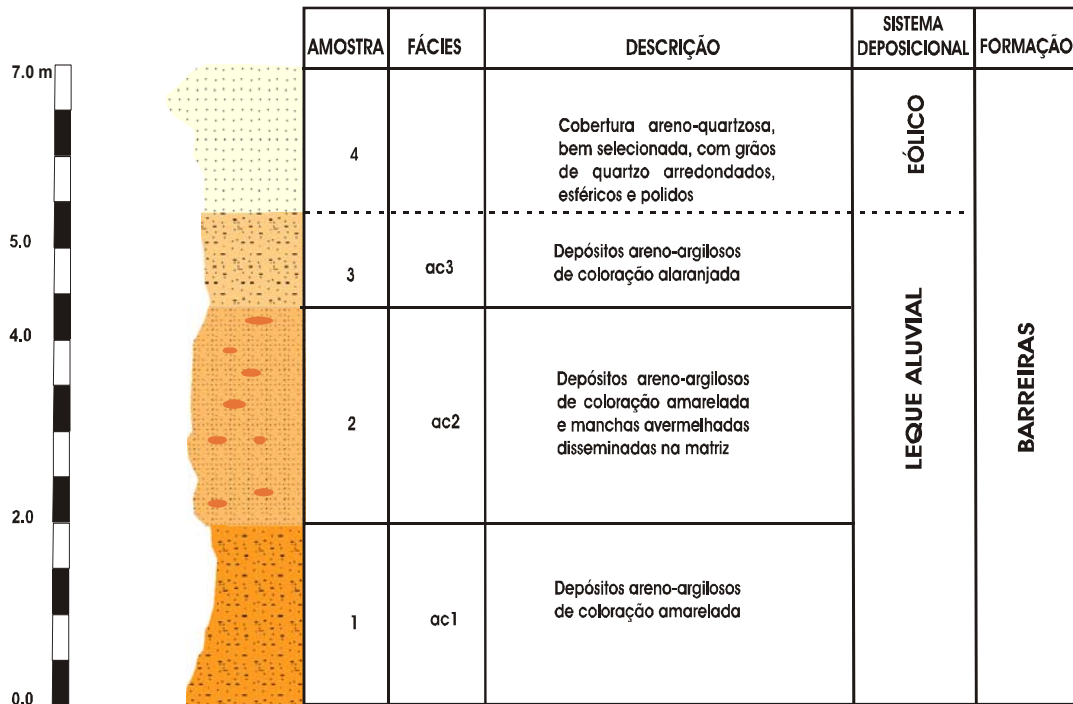 AMOSTRA
FÁCIES
DESCRIÇÃO
SISTEMA
DEPOSICIONAL
FORMAÇÃO
7.0 m
5.0
4.0
2.0
0.0
4
Cobertura areno-quartzosa,
bem selecionada, com grãos
de quartzo arredondados,
esféricos e polidos
EÓLICO
3
ac3
Depósitos areno-argilosos
de coloração alaranjada
2
ac2
Depósitos areno-argilosos
de coloração amarelada
e manchas avermelhadas
disseminadas na matriz
1
ac1
Depósitos areno-argilosos
de coloração amarelada
LEQUE ALUVIAL
BARREIRAS